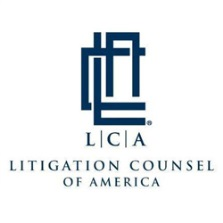 ®
L|C|A
LITIGATION COUNSEL
OF AMERICA